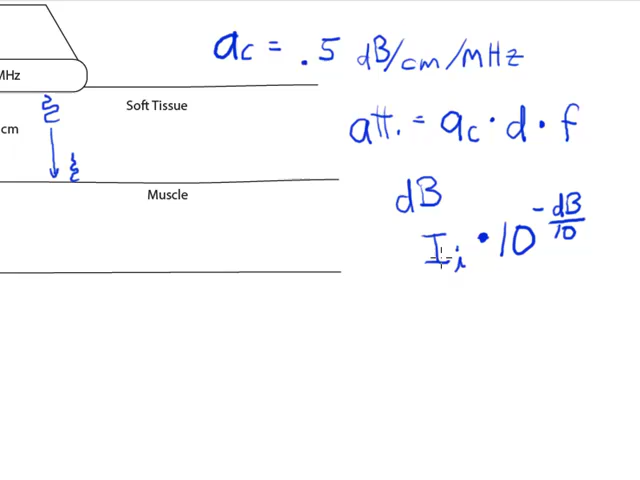 ac = .5 dB/cm/MHz
MHz
Soft Tissue
att. = ac · d · f
cm
Muscle
dB
Ii · 10^-dB/10